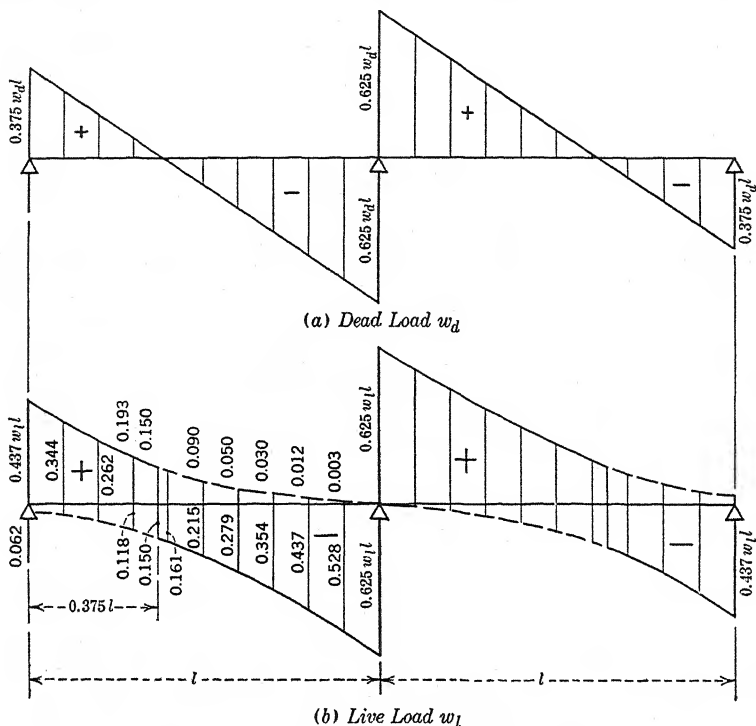 0.375 w_d l
+
−
0.625 w_d l
0.625 w_d l
+
−
0.375 w_d l
(a) Dead Load w_d
0.437 w_l l
0.344
+
0.262
0.193
0.150
0.090
0.050
0.030
0.012
0.003
0.062
0.118
0.150
0.161
0.215
0.279
0.354
0.437
−
0.528
0.625 w_l l
0.625 w_l l
+
−
0.437 w_l l
0.375 l
l
l
(b) Live Load w_l